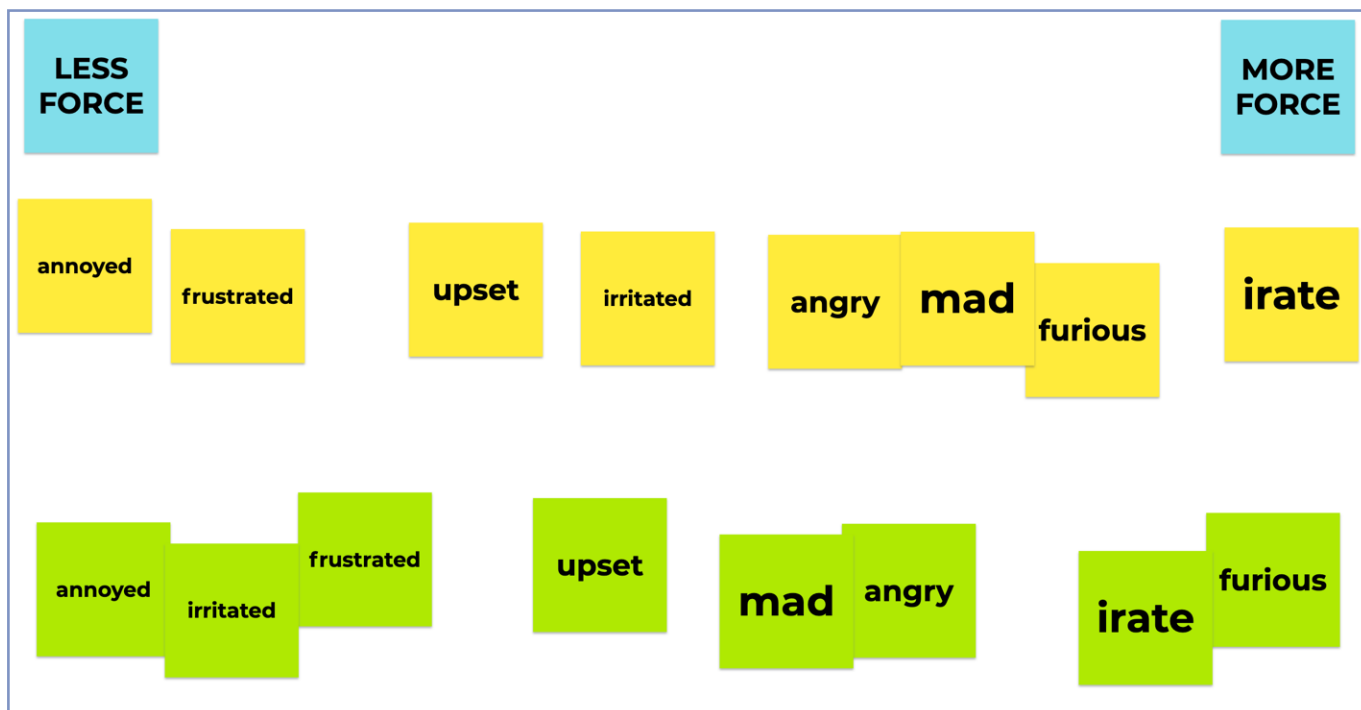 LESS
FORCE
MORE
FORCE
annoyed
frustrated
upset
irritated
angry
mad
furious
irate
annoyed
irritated
frustrated
upset
mad
angry
irate
furious